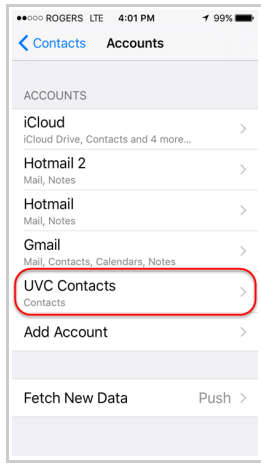 ROGERS LTE 4:01 PM 99%
Contacts Accounts
ACCOUNTS
iCloud
iCloud Drive, Contacts and 4 more...
Hotmail 2
Mail, Notes
Hotmail
Mail, Notes
Gmail
Mail, Contacts, Calendars, Notes
UVC Contacts
Contacts
Add Account
Fetch New Data Push